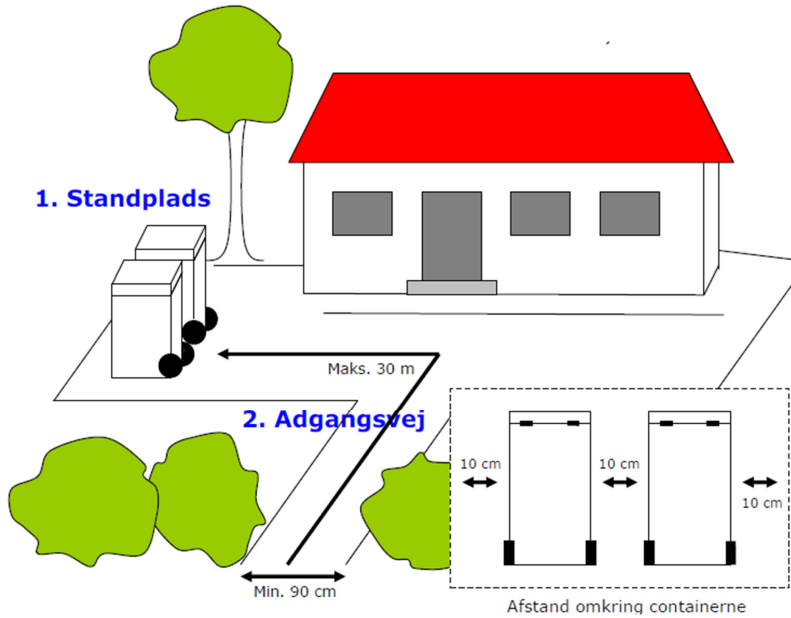 1. Standplads
Maks. 30 m
2. Adgangsvej
10 cm
10 cm
10 cm
Min. 90 cm
Afstand omkring containerne